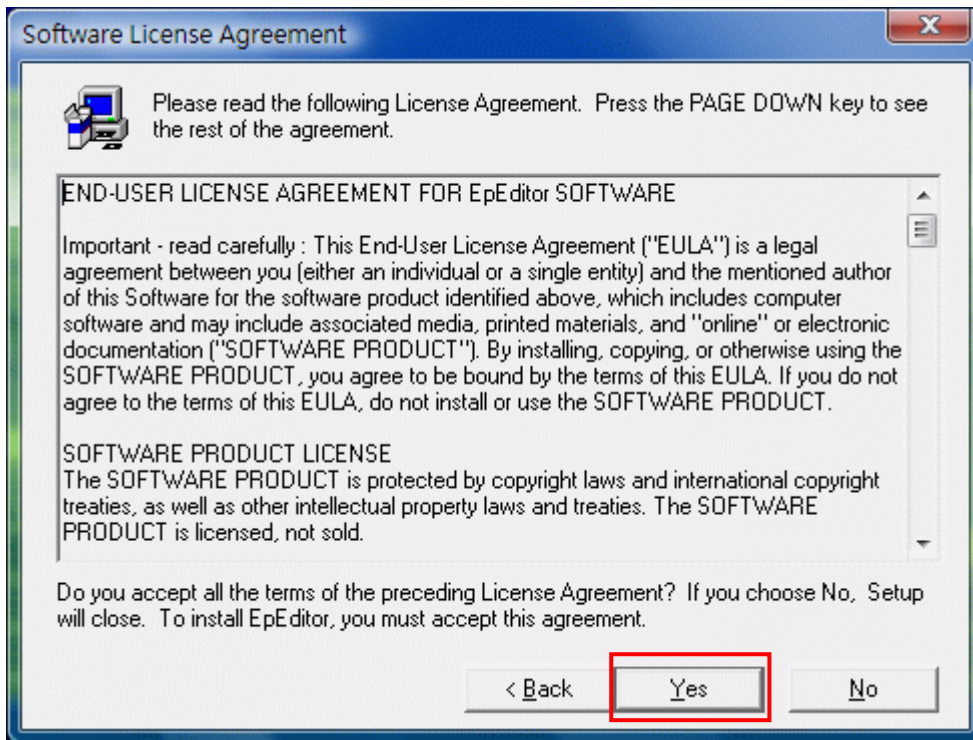 Software License Agreement
Please read the following License Agreement. Press the PAGE DOWN key to see
the rest of the agreement.
END-USER LICENSE AGREEMENT FOR EpEditor SOFTWARE
Important - read carefully : This End-User License Agreement ("EULA") is a legal
agreement between you (either an individual or a single entity) and the mentioned author
of this Software for the software product identified above, which includes computer
software and may include associated media, printed materials, and "online" or electronic
documentation ("SOFTWARE PRODUCT"). By installing, copying, or otherwise using the
SOFTWARE PRODUCT, you agree to be bound by the terms of this EULA. If you do not
agree to the terms of this EULA, do not install or use the SOFTWARE PRODUCT.
SOFTWARE PRODUCT LICENSE
The SOFTWARE PRODUCT is protected by copyright laws and international copyright
treaties, as well as other intellectual property laws and treaties. The SOFTWARE
PRODUCT is licensed, not sold.
Do you accept all the terms of the preceding License Agreement? If you choose No, Setup
will close. To install EpEditor, you must accept this agreement.
< Back Yes No